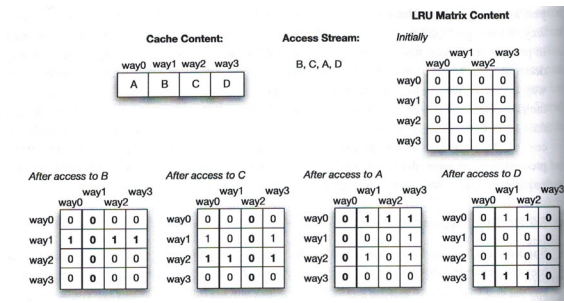 LRU Matrix Content
Cache Content:
way0 way1 way2 way3
A B C D
Access Stream:
B, C, A, D
Initially
way1 way3
way0 way2
way0 0 0 0 0
way1 0 0 0 0
way2 0 0 0 0
way3 0 0 0 0
After access to B
way1 way3
way0 way2
way0 0 0 0 0
way1 1 0 1 1
way2 0 0 0 0
way3 0 0 0 0
After access to C
way1 way3
way0 way2
way0 0 0 0 0
way1 1 0 0 1
way2 1 1 0 1
way3 0 0 0 0
After access to A
way1 way3
way0 way2
way0 0 1 1 1
way1 0 0 0 1
way2 0 1 0 1
way3 0 0 0 0
After access to D
way1 way3
way0 way2
way0 0 1 1 0
way1 0 0 0 0
way2 0 1 0 0
way3 1 1 1 0